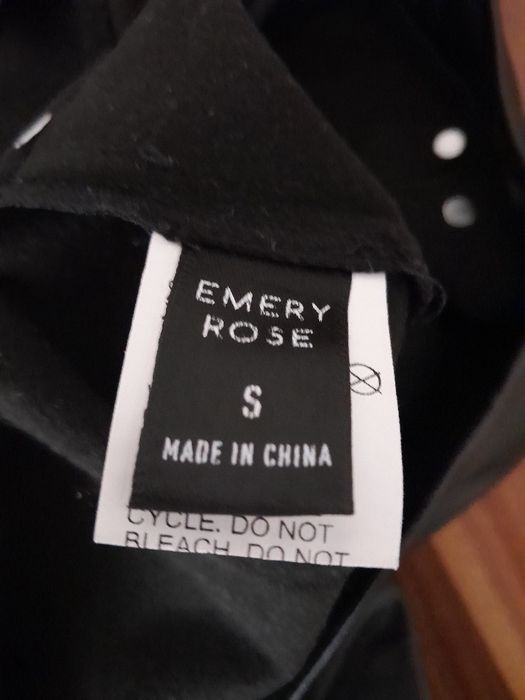 EMERY
ROSE
S
MADE IN CHINA
CYCLE. DO NOT
BLEACH. DO NOT